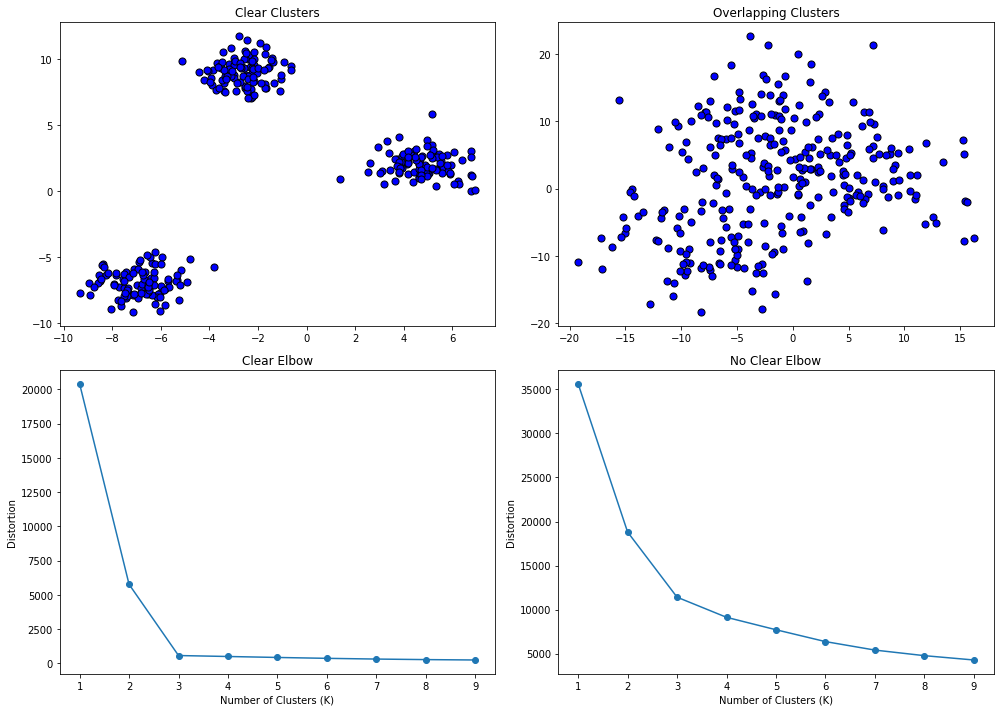 Clear Clusters
10
5
0
−5
−10
−10 −8 −6 −4 −2 0 2 4 6
Overlapping Clusters
20
10
0
−10
−20
−20 −15 −10 −5 0 5 10 15
Clear Elbow
Distortion
20000
17500
15000
12500
10000
7500
5000
2500
0
1 2 3 4 5 6 7 8 9
Number of Clusters (K)
No Clear Elbow
Distortion
35000
30000
25000
20000
15000
10000
5000
1 2 3 4 5 6 7 8 9
Number of Clusters (K)